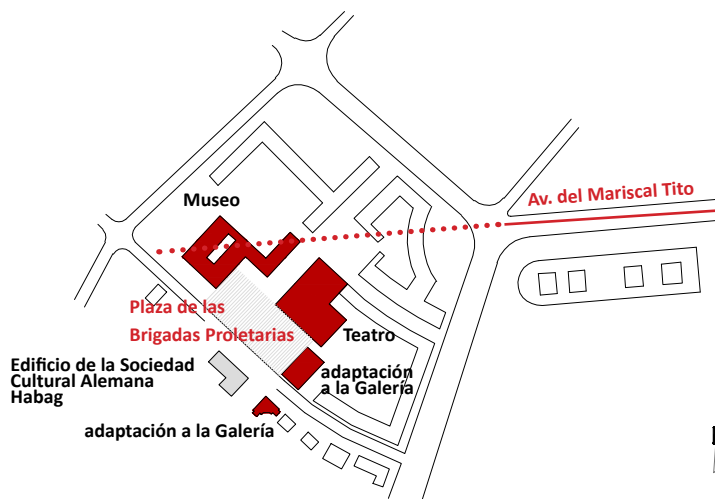 Museo
Av. del Mariscal Tito
Plaza de las
Brigadas Proletarias
Teatro
Edificio de la Sociedad
Cultural Alemana
Habag
adaptación
a la Galería
adaptación a la Galería